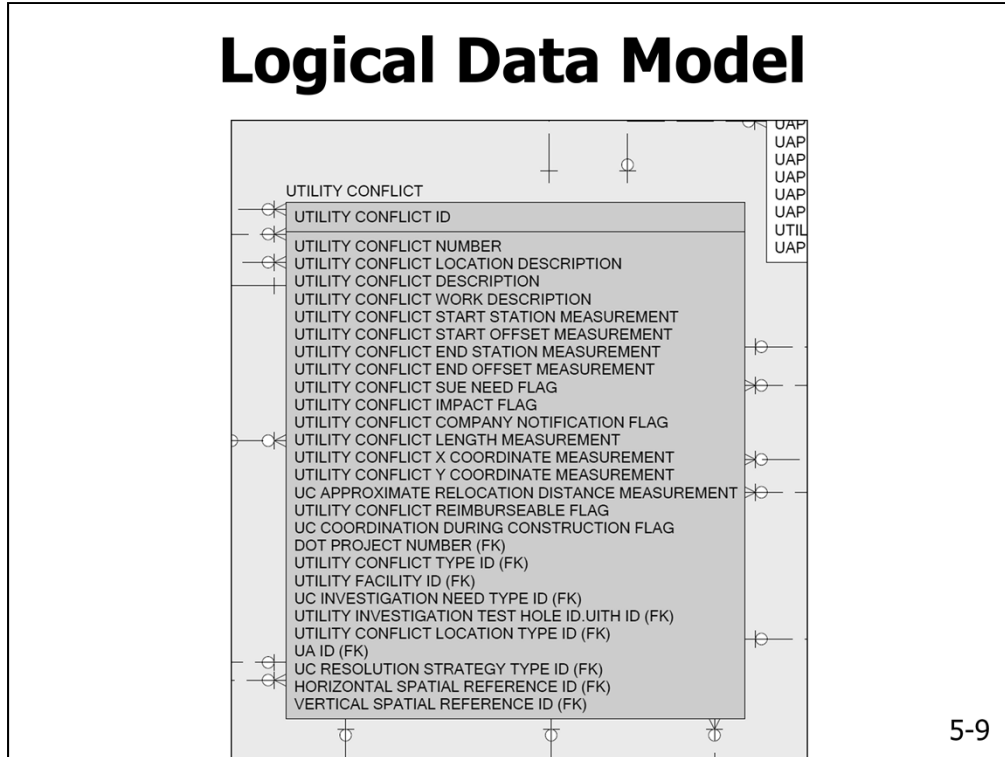 Logical Data Model
UAP
UAP
UAP
UAP
UAP
UAP
UTIL
UAP
UTILITY CONFLICT
UTILITY CONFLICT ID
UTILITY CONFLICT NUMBER
UTILITY CONFLICT LOCATION DESCRIPTION
UTILITY CONFLICT DESCRIPTION
UTILITY CONFLICT WORK DESCRIPTION
UTILITY CONFLICT START STATION MEASUREMENT
UTILITY CONFLICT START OFFSET MEASUREMENT
UTILITY CONFLICT END STATION MEASUREMENT
UTILITY CONFLICT END OFFSET MEASUREMENT
UTILITY CONFLICT SUE NEED FLAG
UTILITY CONFLICT IMPACT FLAG
UTILITY CONFLICT COMPANY NOTIFICATION FLAG
UTILITY CONFLICT LENGTH MEASUREMENT
UTILITY CONFLICT X COORDINATE MEASUREMENT
UTILITY CONFLICT Y COORDINATE MEASUREMENT
UC APPROXIMATE RELOCATION DISTANCE MEASUREMENT
UTILITY CONFLICT REIMBURSEABLE FLAG
UC COORDINATION DURING CONSTRUCTION FLAG
DOT PROJECT NUMBER (FK)
UTILITY CONFLICT TYPE ID (FK)
UTILITY FACILITY ID (FK)
UC INVESTIGATION NEED TYPE ID (FK)
UTILITY INVESTIGATION TEST HOLE ID.UITH ID (FK)
UTILITY CONFLICT LOCATION TYPE ID (FK)
UA ID (FK)
UC RESOLUTION STRATEGY TYPE ID (FK)
HORIZONTAL SPATIAL REFERENCE ID (FK)
VERTICAL SPATIAL REFERENCE ID (FK)
5-9